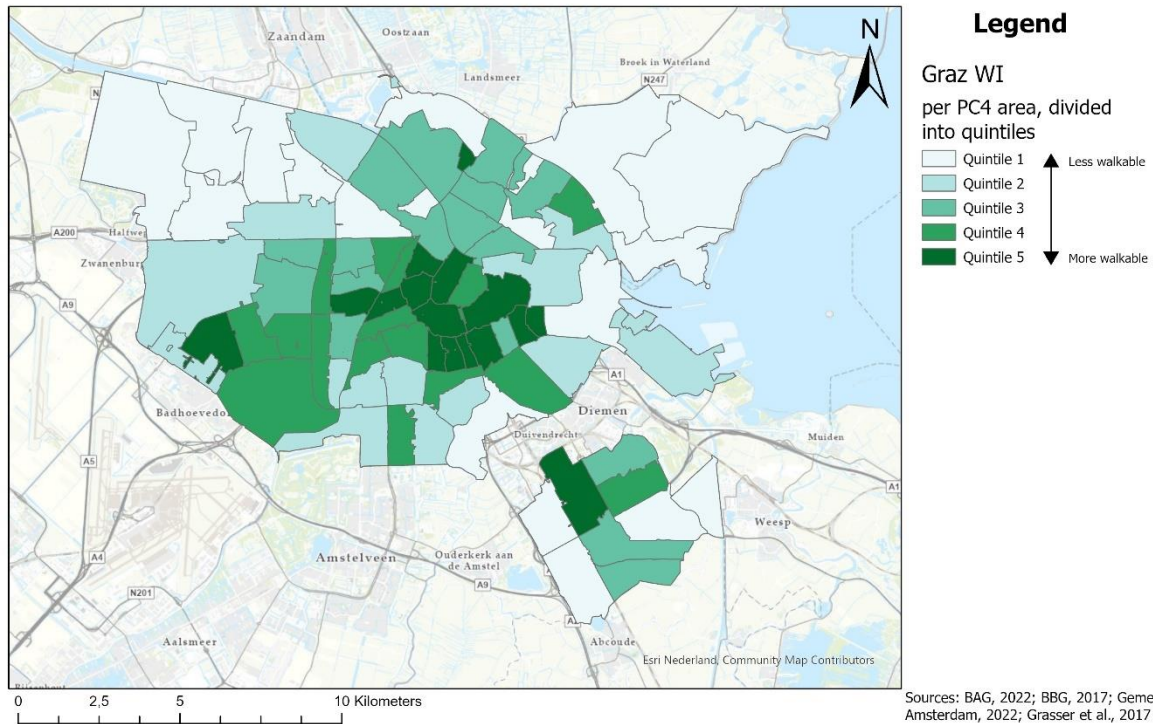 Legend
Graz WI
per PC4 area, divided
into quintiles
Quintile 1
Quintile 2
Quintile 3
Quintile 4
Quintile 5
Less walkable
More walkable
N
Zaandam
Oostzaan
Landsmeer
Broek in Waterland
N247
A200
Halfweg
Zwanenburg
A9
Badhoevedo
A5
A4
N201
Aalsmeer
Amstelveen
Ouderkerk aan
de Amstel
A9
Diemen
Duivendrecht
A1
Muiden
A1
Weesp
Abcoude
Esri Nederland, Community Map Contributors
0 2,5 5 10 Kilometers
Sources: BAG, 2022; BBG, 2017; Geme
Amsterdam, 2022; Grasser et al., 2017